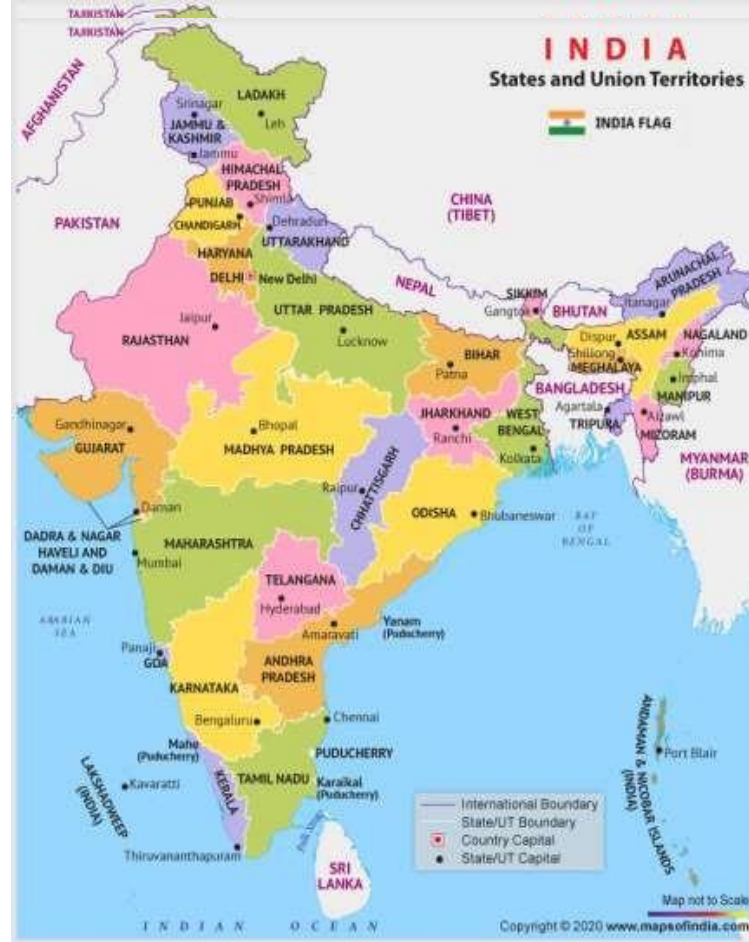 TAJIKISTAN
TAJIKISTAN
INDIA
States and Union Territories
INDIA FLAG
AFGHANISTAN
LADAKH
Leh
Srinagar
JAMMU &
KASHMIR
Jammu
HIMACHAL
PRADESH
Shimla
PUNJAB
CHANDIGARH
Dehradun
UTTARAKHAND
PAKISTAN
CHINA
(TIBET)
HARYANA
DELHI
New Delhi
NEPAL
UTTAR PRADESH
Lucknow
Jaipur
RAJASTHAN
SIKKIM
Gangtok
BHUTAN
ARUNACHAL
PRADESH
Itanagar
ASSAM
Dispur
NAGALAND
Kohima
Shillong
MEGHALAYA
Imphal
MANIPUR
BANGLADESH
Agartala
TRIPURA
Aizawl
MIZORAM
MYANMAR
(BURMA)
BIHAR
Patna
JHARKHAND
Ranchi
WEST
BENGAL
Kolkata
Gandhinagar
GUJARAT
Bhopal
MADHYA PRADESH
CHHATTISGARH
Raipur
ODISHA
Bhubaneswar
BAY
OF
BENGAL
Daman
DADRA & NAGAR
HAVELI AND
DAMAN & DIU
MAHARASHTRA
Mumbai
TELANGANA
Hyderabad
ARABIAN
SEA
Amaravati
Yanam
(Puducherry)
Panaji
GOA
ANDHRA
PRADESH
KARNATAKA
Bengaluru
Chennai
Mahe
(Puducherry)
PUDUCHERRY
TAMIL NADU
Karaikal
(Puducherry)
KERALA
LAKSHADWEEP
(INDIA)
Kavaratti
Thiruvananthapuram
SRI
LANKA
ANDAMAN & NICOBAR ISLANDS
(INDIA)
Port Blair
International Boundary
State/UT Boundary
Country Capital
State/UT Capital
INDIAN OCEAN
Map not to Scale
Copyright © 2020 www.mapsofindia.com